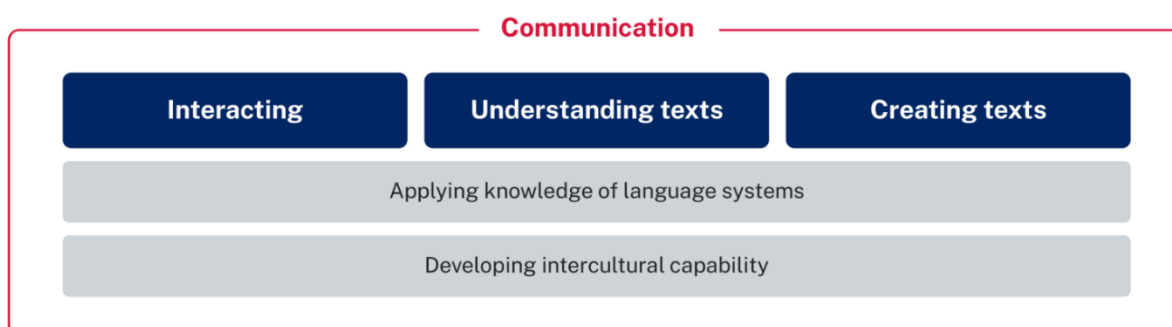 Communication
Interacting
Understanding texts
Creating texts
Applying knowledge of language systems
Developing intercultural capability